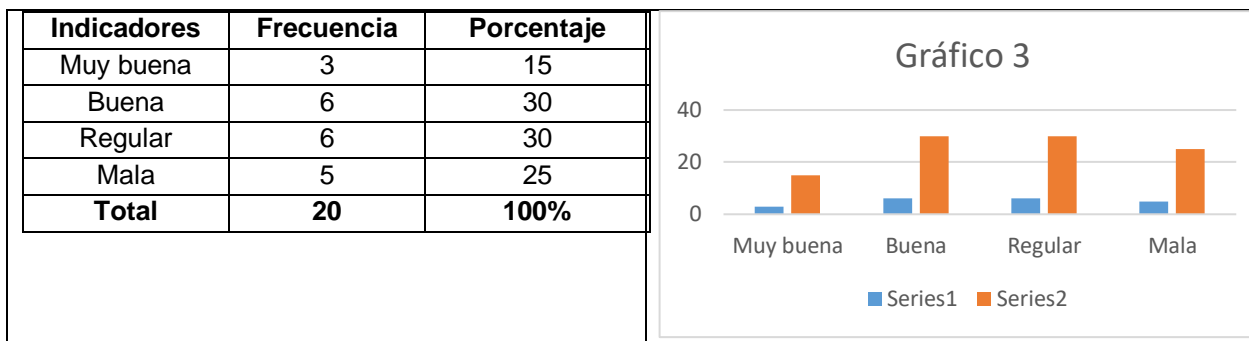 Indicadores Frecuencia Porcentaje
Muy buena 3 15
Buena 6 30
Regular 6 30
Mala 5 25
Total 20 100%
Gráfico 3
40
20
0
Muy buena Buena Regular Mala
Series1 Series2